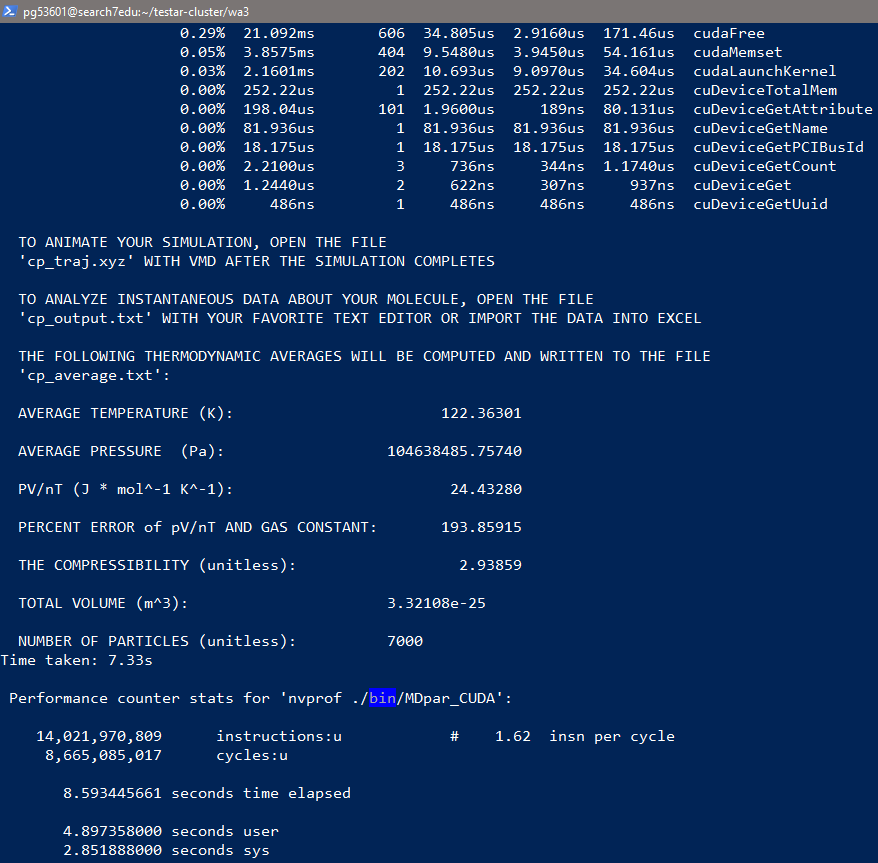 pg53601@search7edu:~/testar-cluster/wa3
0.29% 21.092ms 606 34.805us 2.9160us 171.46us cudaFree
0.05% 3.8575ms 404 9.5480us 3.9450us 54.161us cudaMemset
0.03% 2.1601ms 202 10.693us 9.0970us 34.604us cudaLaunchKernel
0.00% 252.22us 1 252.22us 252.22us 252.22us cuDeviceTotalMem
0.00% 198.04us 101 1.9600us 189ns 80.131us cuDeviceGetAttribute
0.00% 81.936us 1 81.936us 81.936us 81.936us cuDeviceGetName
0.00% 18.175us 1 18.175us 18.175us 18.175us cuDeviceGetPCIBusId
0.00% 2.2100us 3 736ns 344ns 1.1740us cuDeviceGetCount
0.00% 1.2440us 2 622ns 307ns 937ns cuDeviceGet
0.00% 486ns 1 486ns 486ns 486ns cuDeviceGetUuid
TO ANIMATE YOUR SIMULATION, OPEN THE FILE
'cp_traj.xyz' WITH VMD AFTER THE SIMULATION COMPLETES
TO ANALYZE INSTANTANEOUS DATA ABOUT YOUR MOLECULE, OPEN THE FILE
'cp_output.txt' WITH YOUR FAVORITE TEXT EDITOR OR IMPORT THE DATA INTO EXCEL
THE FOLLOWING THERMODYNAMIC AVERAGES WILL BE COMPUTED AND WRITTEN TO THE FILE
'cp_average.txt':
AVERAGE TEMPERATURE (K): 122.36301
AVERAGE PRESSURE (Pa): 104638485.75740
PV/nT (J * mol^-1 K^-1): 24.43280
PERCENT ERROR of pV/nT AND GAS CONSTANT: 193.85915
THE COMPRESSIBILITY (unitless): 2.93859
TOTAL VOLUME (m^3): 3.32108e-25
NUMBER OF PARTICLES (unitless): 7000
Time taken: 7.33s
Performance counter stats for 'nvprof ./bin/MDpar_CUDA':
14,021,970,809 instructions:u # 1.62 insn per cycle
8,665,085,017 cycles:u
8.593445661 seconds time elapsed
4.897358000 seconds user
2.851888000 seconds sys